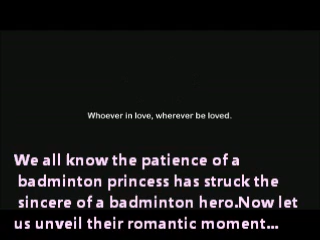 Whoever in love, wherever be loved.
We all know the patience of a
badminton princess has struck the
sincere of a badminton hero.Now let
us unveil their romantic moment...